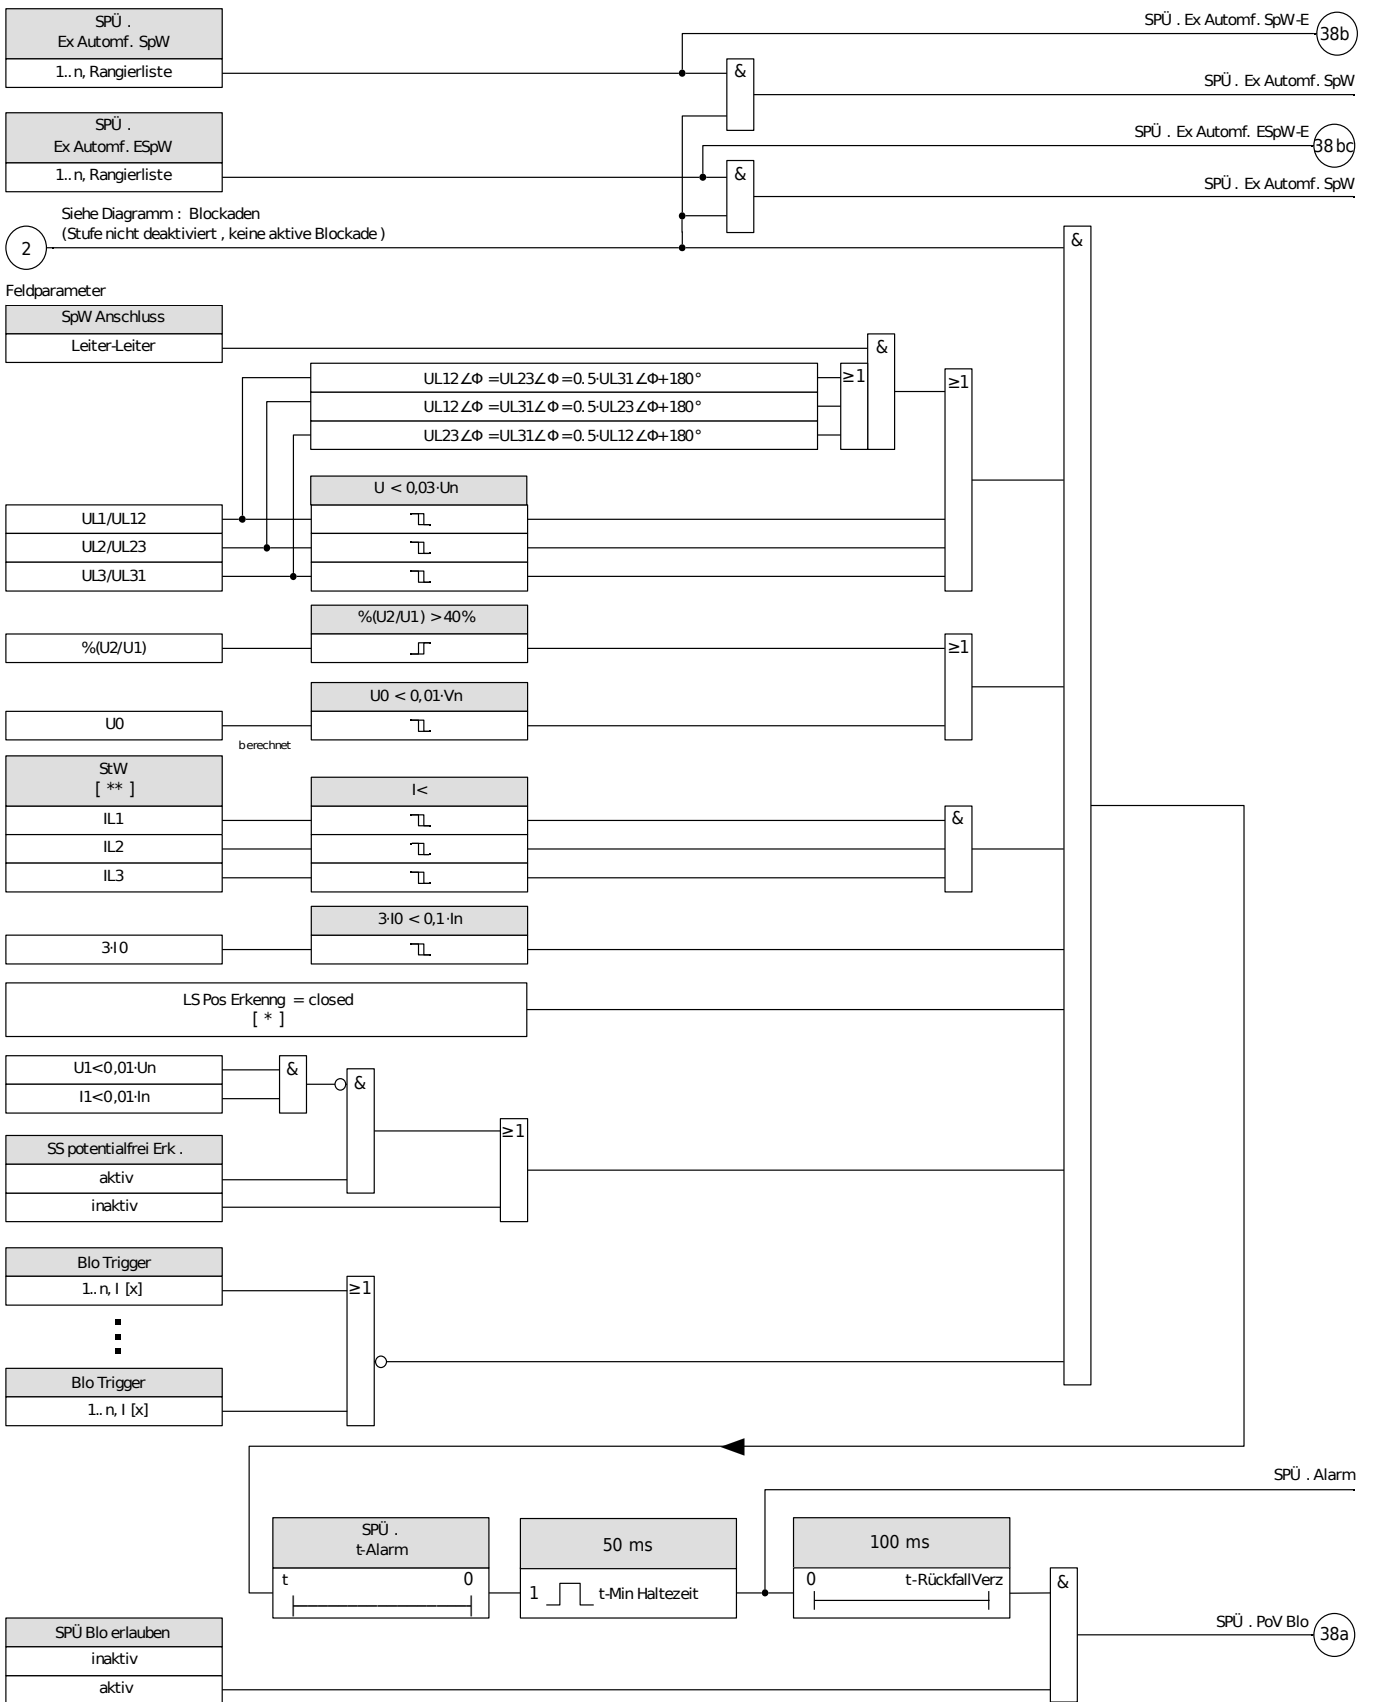 SPÜ .
Ex Automf. SpW
1..n, Rangierliste
SPÜ . Ex Automf. SpW-E
38b
&
SPÜ . Ex Automf. SpW
SPÜ .
Ex Automf. ESpW
1..n, Rangierliste
SPÜ . Ex Automf. ESpW-E
38 bc
&
SPÜ . Ex Automf. SpW
Siehe Diagramm : Blockaden
(Stufe nicht deaktiviert , keine aktive Blockade )
2
&
Feldparameter
SpW Anschluss
Leiter-Leiter
&
UL12∠Φ =UL23∠Φ=0.5·UL31∠Φ+180°
≥1
≥1
UL12∠Φ =UL31∠Φ=0.5·UL23∠Φ+180°
UL23∠Φ =UL31∠Φ=0.5·UL12∠Φ+180°
U < 0,03·Un
UL1/UL12
UL2/UL23
UL3/UL31
%(U2/U1) >40%
%(U2/U1)
≥1
U0 < 0,01·Vn
U0
berechnet
StW
[ ** ]
I<
IL1
&
IL2
IL3
3·I0 < 0,1·In
3·I0
LS Pos Erkenng = closed
[ * ]
U1<0,01·Un
&
I1<0,01·In
&
≥1
SS potentialfrei Erk .
aktiv
inaktiv
Blo Trigger
1..n, I [x]
≥1
Blo Trigger
1..n, I [x]
SPÜ . Alarm
SPÜ .
t-Alarm
t 0
50 ms
1 t-Min Haltezeit
100 ms
0 t-RückfallVerz
&
SPÜ . PoV Blo
38a
SPÜ Blo erlauben
inaktiv
aktiv